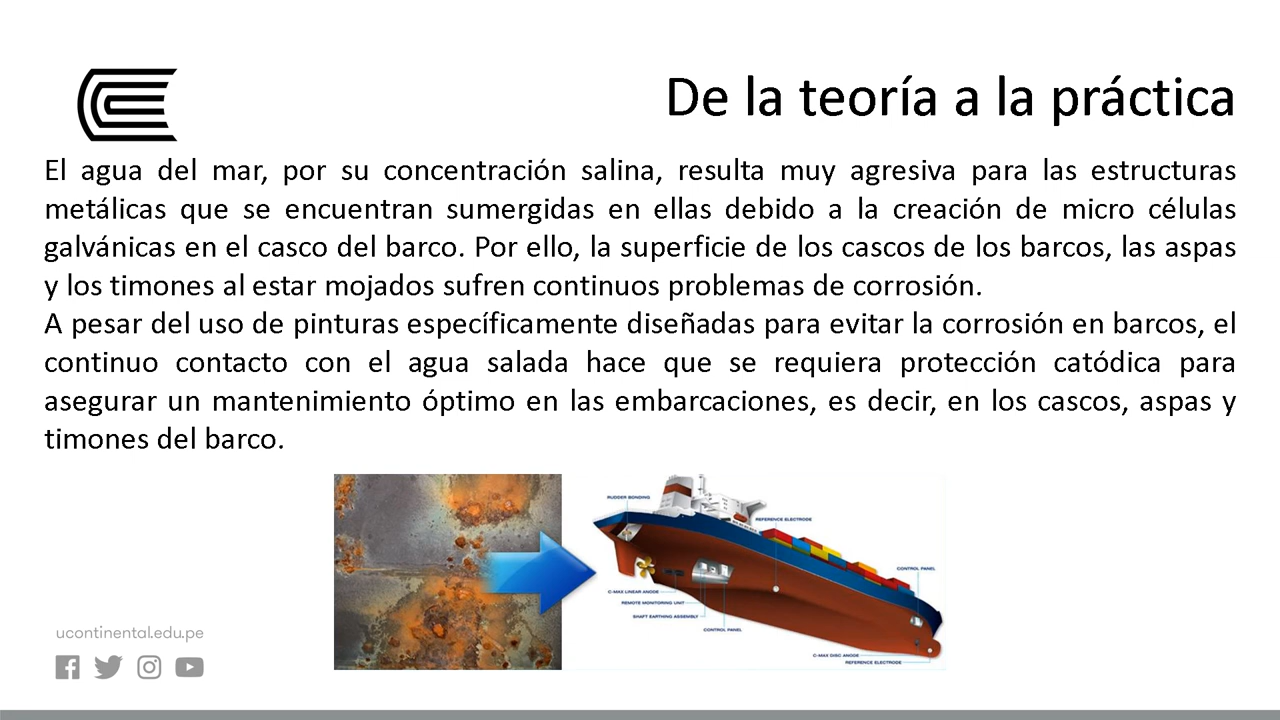 De la teoría a la práctica
El agua del mar, por su concentración salina, resulta muy agresiva para las estructuras
metálicas que se encuentran sumergidas en ellas debido a la creación de micro células
galvánicas en el casco del barco. Por ello, la superficie de los cascos de los barcos, las aspas
y los timones al estar mojados sufren continuos problemas de corrosión.
A pesar del uso de pinturas específicamente diseñadas para evitar la corrosión en barcos, el
continuo contacto con el agua salada hace que se requiera protección catódica para
asegurar un mantenimiento óptimo en las embarcaciones, es decir, en los cascos, aspas y
timones del barco.
RUDDER BONDING
REFERENCE ELECTRODE
CONTROL PANEL
C-MAX LINEAR ANODE
REMOTE MONITORING UNIT
SHAFT EARTHING ASSEMBLY
CONTROL PANEL
C-MAX DISC ANODE
REFERENCE ELECTRODE
ucontinental.edu.pe